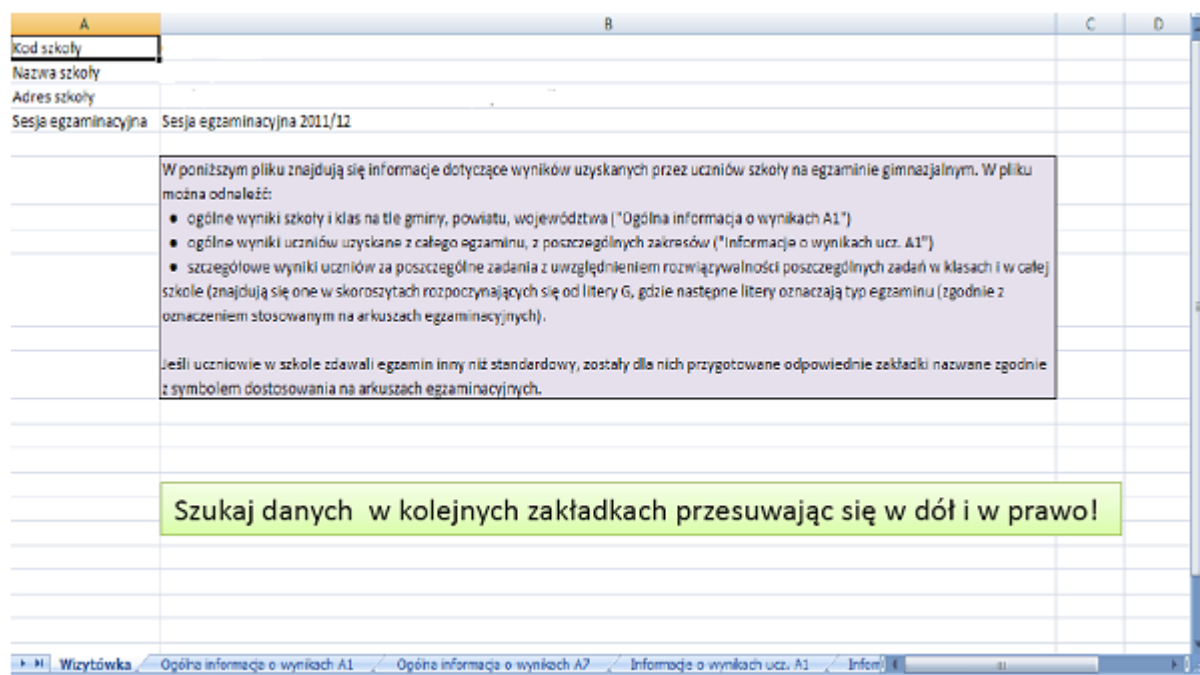 A B C D
Kod szkoły
Nazwa szkoły
Adres szkoły
Sesja egzaminacyjna Sesja egzaminacyjna 2011/12
W poniższym pliku znajdują się informacje dotyczące wyników uzyskanych przez uczniów szkoły na egzaminie gimnazjalnym. W pliku
można odnaleźć:
● ogólne wyniki szkoły i klas na tle gminy, powiatu, województwa ("Ogólna informacja o wynikach A1")
● ogólne wyniki uczniów uzyskane z całego egzaminu, z poszczególnych zakresów ("Informacje o wynikach ucz. A1")
● szczegółowe wyniki uczniów za poszczególne zadania z uwzględnieniem rozwiązywalności poszczególnych zadań w klasach i w całej
szkole (znajdują się one w skoroszytach rozpoczynających się od litery G, gdzie następne litery oznaczają typ egzaminu (zgodnie z
oznaczeniem stosowanym na arkuszach egzaminacyjnych).
Jeśli uczniowie w szkole zdawali egzamin inny niż standardowy, zostały dla nich przygotowane odpowiednie zakładki nazwane zgodnie
z symbolem dostosowania na arkuszach egzaminacyjnych.
Szukaj danych w kolejnych zakładkach przesuwając się w dół i w prawo!
Wizytówka Ogólna informacja o wynikach A1 Ogólna informacja o wynikach A7 Informacje o wynikach ucz. A1 Inform